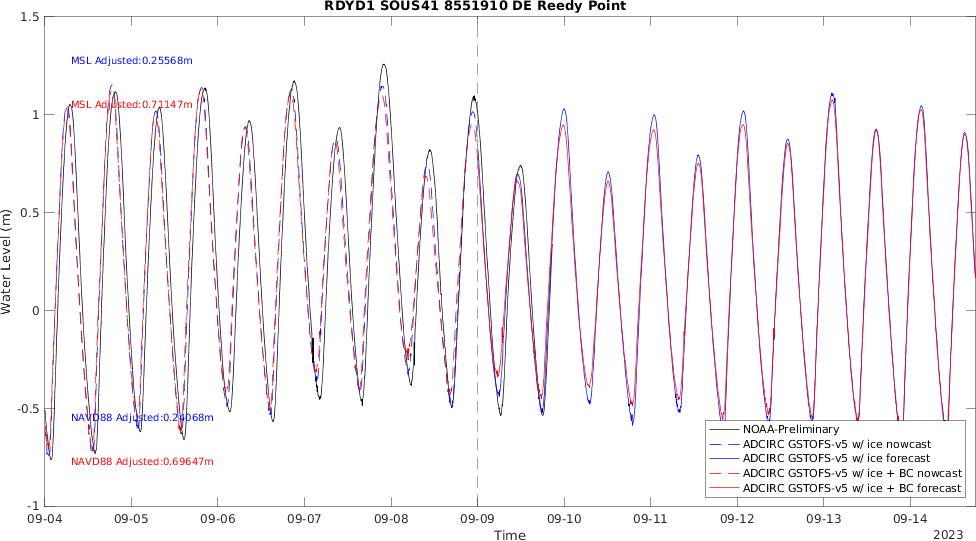 RDYD1 SOUS41 8551910 DE Reedy Point
1.5
MSL Adjusted:0.25568m
MSL Adjusted:0.71147m
1
0.5
Water Level (m)
0
-0.5
NAVD88 Adjusted:0.24068m
NAVD88 Adjusted:0.69647m
NOAA-Preliminary
ADCIRC GSTOFS-v5 w/ ice nowcast
ADCIRC GSTOFS-v5 w/ ice forecast
ADCIRC GSTOFS-v5 w/ ice + BC nowcast
ADCIRC GSTOFS-v5 w/ ice + BC forecast
-1
09-04 09-05 09-06 09-07 09-08 09-09 09-10 09-11 09-12 09-13 09-14
Time
2023